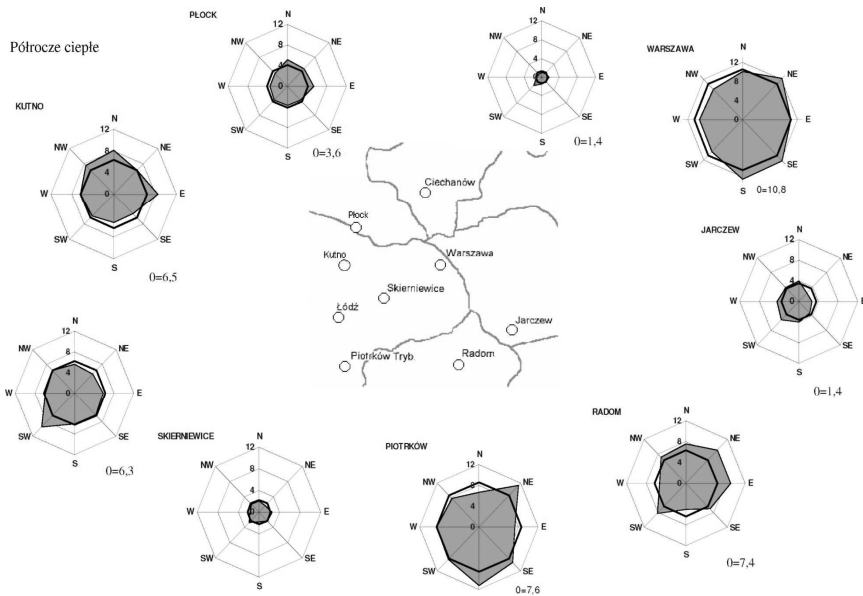 Półrocze ciepłe
PŁOCK
N
12
8
4
0
NW
NE
W
E
SW
SE
S
0=3,6
N
12
8
4
0
NW
NE
W
E
SW
SE
S
0=1,4
WARSZAWA
N
12
8
4
0
NW
NE
W
E
SW
SE
S
0=10,8
KUTNO
N
12
8
4
0
NW
NE
W
E
SW
SE
S
0=6,5
Ciechanów
Płock
Kutno
Warszawa
Skierniewice
Łódź
Jarczew
Piotrków Tryb.
Radom
JARCZEW
N
12
8
4
0
NW
NE
W
E
SW
SE
S
0=1,4
N
12
8
4
0
NW
NE
W
E
SW
SE
S
0=6,3
SKIERNIEWICE
N
12
8
4
0
NW
NE
W
E
SW
SE
S
PIOTRKÓW
N
12
8
4
0
NW
NE
W
E
SW
SE
0=7,6
RADOM
N
12
8
4
0
NW
NE
W
E
SW
SE
S
0=7,4